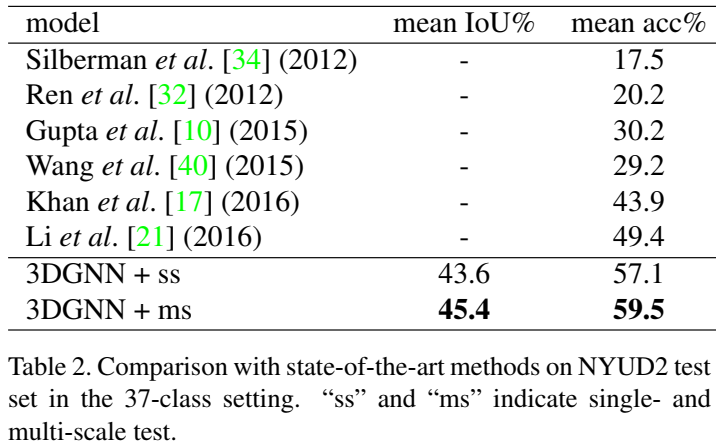 model mean IoU% mean acc%
Silberman et al. [34] (2012) - 17.5
Ren et al. [32] (2012) - 20.2
Gupta et al. [10] (2015) - 30.2
Wang et al. [40] (2015) - 29.2
Khan et al. [17] (2016) - 43.9
Li et al. [21] (2016) - 49.4
3DGNN + ss 43.6 57.1
3DGNN + ms 45.4 59.5
Table 2. Comparison with state-of-the-art methods on NYUD2 test
set in the 37-class setting. “ss” and “ms” indicate single- and
multi-scale test.